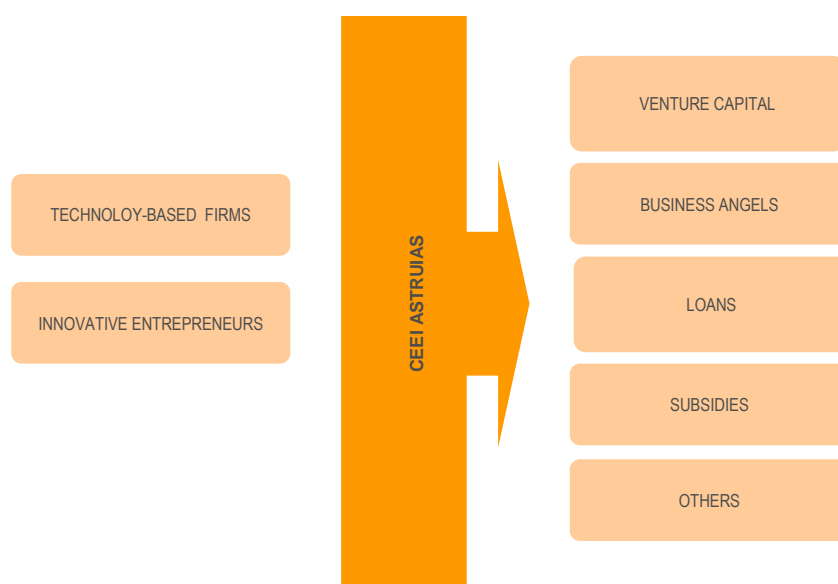 TECHNOLOY-BASED FIRMS
INNOVATIVE ENTREPRENEURS
CEEI ASTRUIAS
VENTURE CAPITAL
BUSINESS ANGELS
LOANS
SUBSIDIES
OTHERS